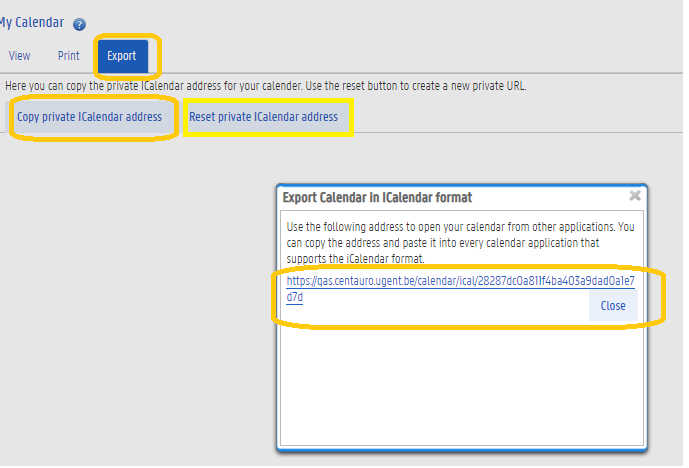 My Calendar ?
View Print Export
Here you can copy the private ICalendar address for your calender. Use the reset button to create a new private URL.
Copy private ICalendar address Reset private ICalendar address
Export Calendar in ICalendar format
Use the following address to open your calendar from other applications. You
can copy the address and paste it into every calendar application that
supports the iCalendar format.
https://qas.centauro.ugent.be/calendar/ical/28287dc0a811f4ba403a9dad0a1e7
d7d
Close